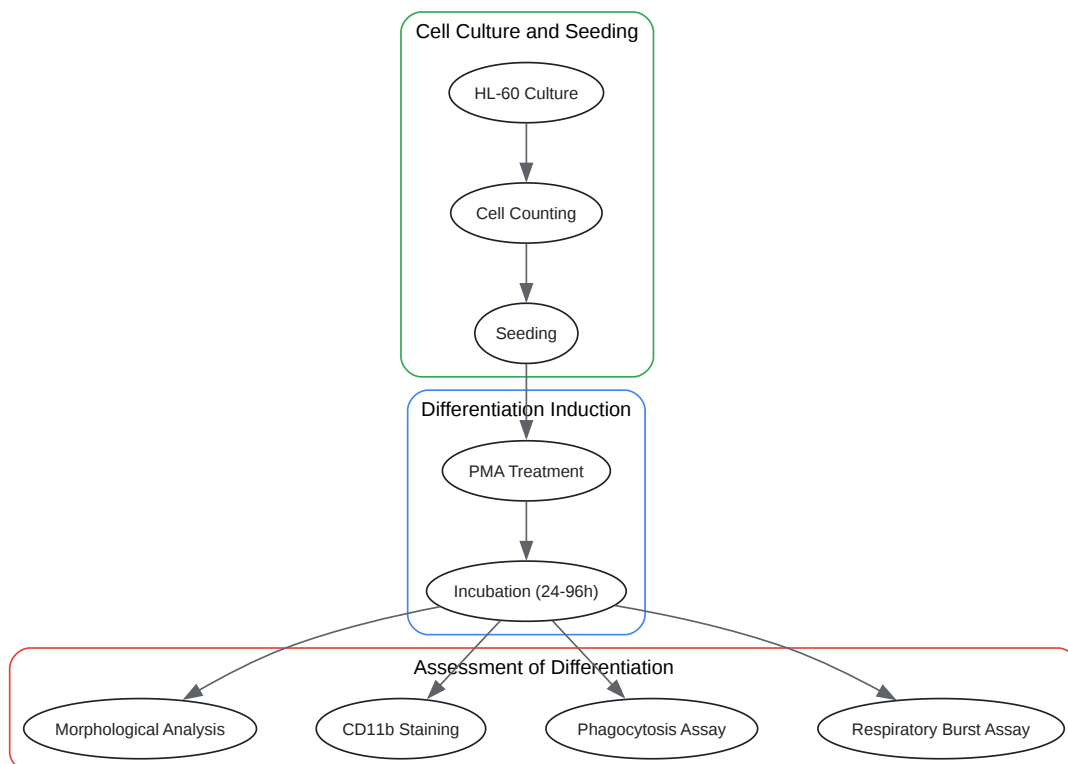 Cell Culture and Seeding
HL-60 Culture
Cell Counting
Seeding
Differentiation Induction
PMA Treatment
Incubation (24-96h)
Assessment of Differentiation
Morphological Analysis
CD11b Staining
Phagocytosis Assay
Respiratory Burst Assay